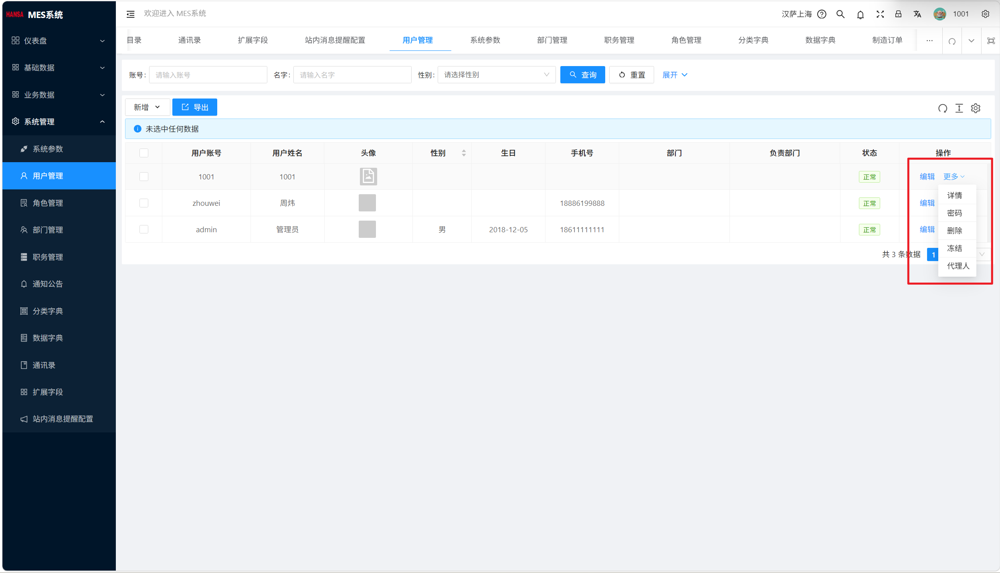 HANSA MES系统
欢迎进入 MES系统
汉萨上海 1001
仪表盘
基础数据
业务数据
系统管理
系统参数
用户管理
角色管理
部门管理
职务管理
通知公告
分类字典
数据字典
通讯录
扩展字段
站内消息提醒配置
目录 通讯录 扩展字段 站内消息提醒配置 用户管理 系统参数 部门管理 职务管理 角色管理 分类字典 数据字典 制造订单 ···
账号: 请输入账号 名字: 请输入名字 性别: 请选择性别 查询 重置 展开
新增 导出
未选中任何数据
用户账号 用户姓名 头像 性别 生日 手机号 部门 负责部门 状态 操作
1001 1001 正常 编辑 更多
zhouwei 周炜 18886199888 正常 编辑
admin 管理员 男 2018-12-05 18611111111 正常 编辑
共 3 条数据 1
详情
密码
删除
冻结
代理人